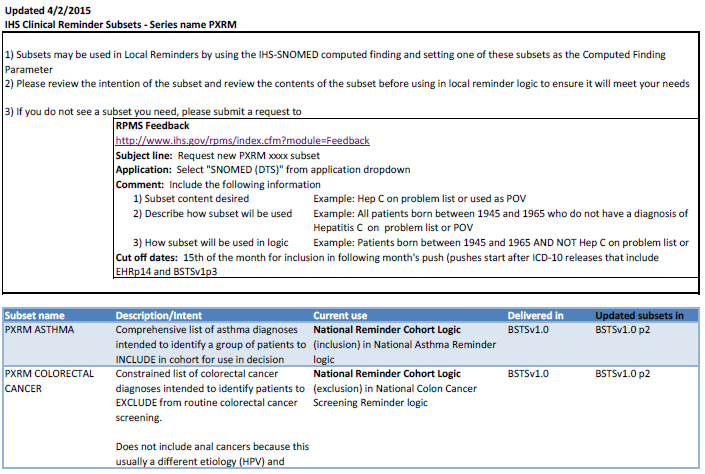 Updated 4/2/2015
IHS Clinical Reminder Subsets - Series name PXRM
1) Subsets may be used in Local Reminders by using the IHS-SNOMED computed finding and setting one of these subsets as the Computed Finding
Parameter
2) Please review the intention of the subset and review the contents of the subset before using in local reminder logic to ensure it will meet your needs
3) If you do not see a subset you need, please submit a request to
RPMS Feedback
http://www.ihs.gov/rpms/index.cfm?module=Feedback
Subject line: Request new PXRM xxxx subset
Application: Select "SNOMED (DTS)" from application dropdown
Comment: Include the following information
1) Subset content desired Example: Hep C on problem list or used as POV
2) Describe how subset wil be used Example: All patients born between 1945 and 1965 who do not have a diagnosis of
Hepatitis C on problem list or POV
3) How subset will be used in logic Example: Patients born between 1945 and 1965 AND NOT Hep C on problem list or
Cut off dates: 15th of the month for inclusion in following month's push (pushes start after ICD-10 releases that include
EHRp14 and BSTSv1p3
Subset name Description/Intent Current use Delivered in Updated subsets in
PXRM ASTHMA Comprehensive list of asthma diagnoses National Reminder Cohort Logic BSTSv1.0 BSTSv1.0 p2
intended to identify a group of patients to (inclusion) in National Asthma Reminder
INCLUDE in cohort for use in decision logic
PXRM COLORECTAL Constrained list of colorectal cancer National Reminder Cohort Logic BSTSv1.0 BSTSv1.0 p2
CANCER diagnoses intended to identify patients to (exclusion) in National Colon Cancer
EXCLUDE from routine colorectal cancer Screening Reminder logic
screening.
Does not include anal cancers because this
usually a different etiology (HPV) and